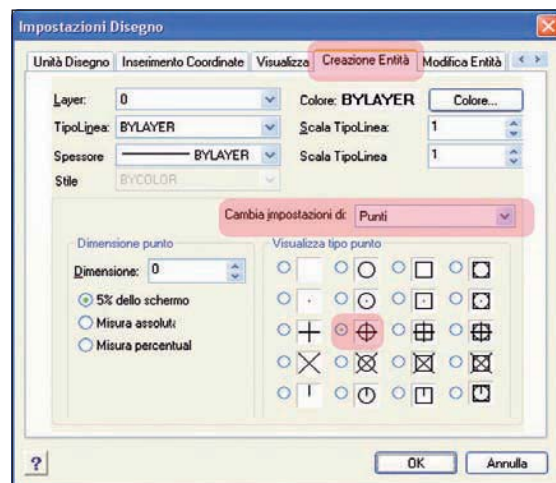 Impostazioni Disegno
Unità Disegno Inserimento Coordinate Visualizza Creazione Entità Modifica Entità
Layer: 0 Colore: BYLAYER Colore...
TipoLinea: BYLAYER Scala TipoLinea: 1
Spessore BYLAYER Scala TipoLinea 1
Stile BYCOLOR
Cambia impostazioni di: Punti
Dimensione punto Visualizza tipo punto
Dimensione: 0
5% dello schermo
Misura assoluta
Misura percentual
? OK Annulla